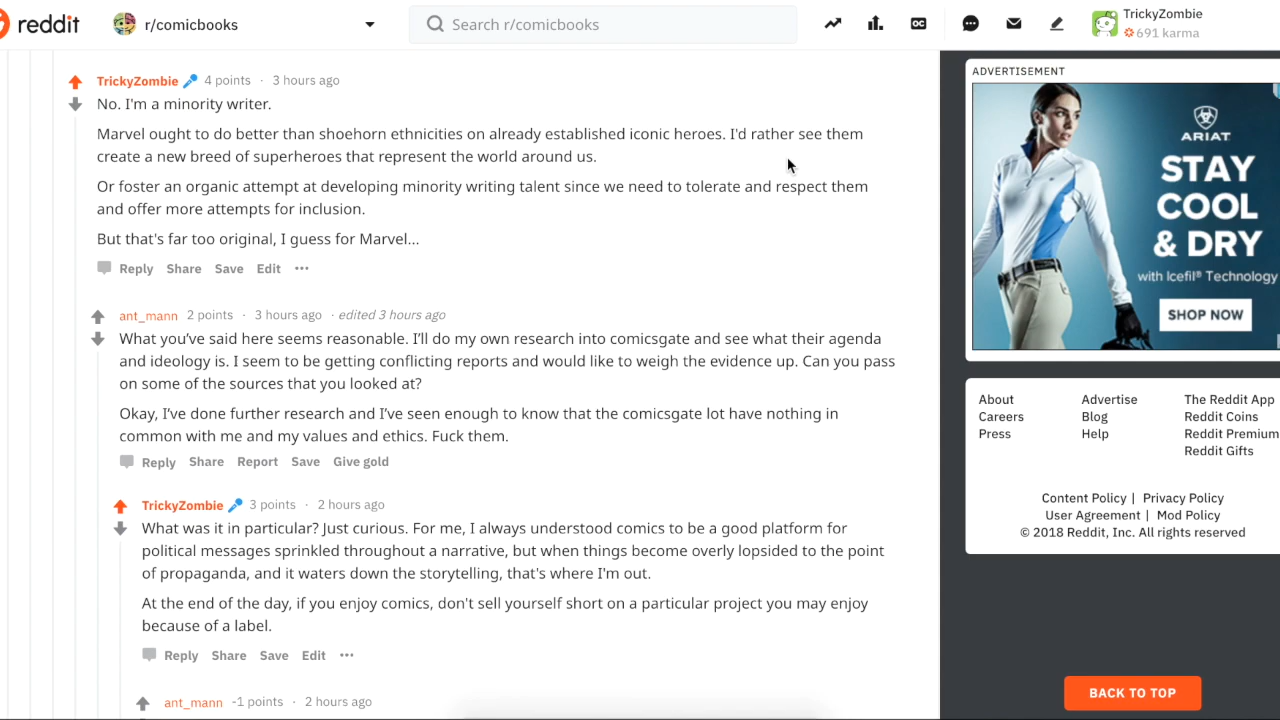 reddit
r/comicbooks
Search r/comicbooks
OC
TrickyZombie
691 karma
TrickyZombie 4 points · 3 hours ago
No. I'm a minority writer.
Marvel ought to do better than shoehorn ethnicities on already established iconic heroes. I'd rather see them
create a new breed of superheroes that represent the world around us.
Or foster an organic attempt at developing minority writing talent since we need to tolerate and respect them
and offer more attempts for inclusion.
But that's far too original, I guess for Marvel...
Reply Share Save Edit ...
ant_mann 2 points · 3 hours ago · edited 3 hours ago
What you’ve said here seems reasonable. I’ll do my own research into comicsgate and see what their agenda
and ideology is. I seem to be getting conflicting reports and would like to weigh the evidence up. Can you pass
on some of the sources that you looked at?
Okay, I’ve done further research and I’ve seen enough to know that the comicsgate lot have nothing in
common with me and my values and ethics. Fuck them.
Reply Share Report Save Give gold
TrickyZombie 3 points · 2 hours ago
What was it in particular? Just curious. For me, I always understood comics to be a good platform for
political messages sprinkled throughout a narrative, but when things become overly lopsided to the point
of propaganda, and it waters down the storytelling, that's where I'm out.
At the end of the day, if you enjoy comics, don't sell yourself short on a particular project you may enjoy
because of a label.
Reply Share Save Edit ...
ant_mann -1 points · 2 hours ago
ADVERTISEMENT
ARIAT
STAY
COOL
& DRY
with Icefil® Technology
SHOP NOW
About Advertise The Reddit App
Careers Blog Reddit Coins
Press Help Reddit Premium
Reddit Gifts
Content Policy | Privacy Policy
User Agreement | Mod Policy
© 2018 Reddit, Inc. All rights reserved
BACK TO TOP